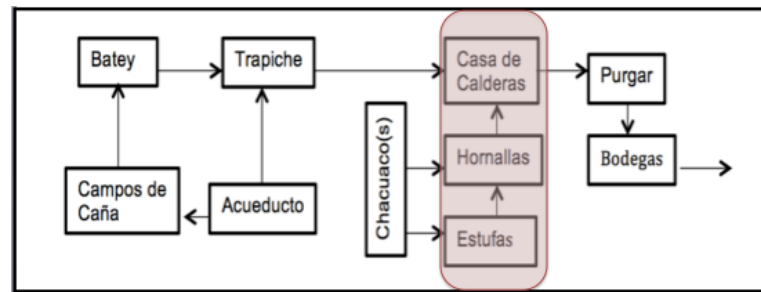 Batey
Trapiche
Casa de
Calderas
Purgar
Chacuaco(s)
Hornallas
Bodegas
Campos de
Caña
Acueducto
Estufas